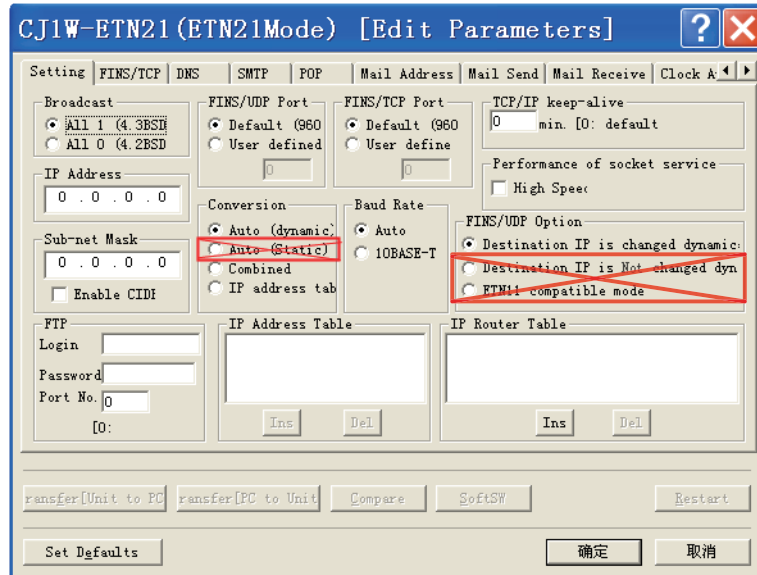 CJ1W-ETN21(ETN21Mode) [Edit Parameters]
Setting FINS/TCP DNS SMTP POP Mail Address Mail Send Mail Receive Clock A
Broadcast
All 1 (4.3BSD
All 0 (4.2BSD
FINS/UDP Port
Default (960
User defined
0
FINS/TCP Port
Default (960
User define
0
TCP/IP keep-alive
0 min. [0: default
IP Address
0 . 0 . 0 . 0
Performance of socket service
High Speed
Conversion
Auto (dynamic)
Auto (Static)
Combined
IP address tab
Baud Rate
Auto
10BASE-T
FINS/UDP Option
Destination IP is changed dynamic
Destination IP is Not changed dyn
ETN11 compatible mode
Sub-net Mask
0 . 0 . 0 . 0
Enable CIDR
FTP
Login
Password
Port No. 0
[0:
IP Address Table
Ins Del
IP Router Table
Ins Del
ransfer[Unit to PC ransfer[PC to Unit Compare SoftSW Restart
Set Defaults 确定 取消